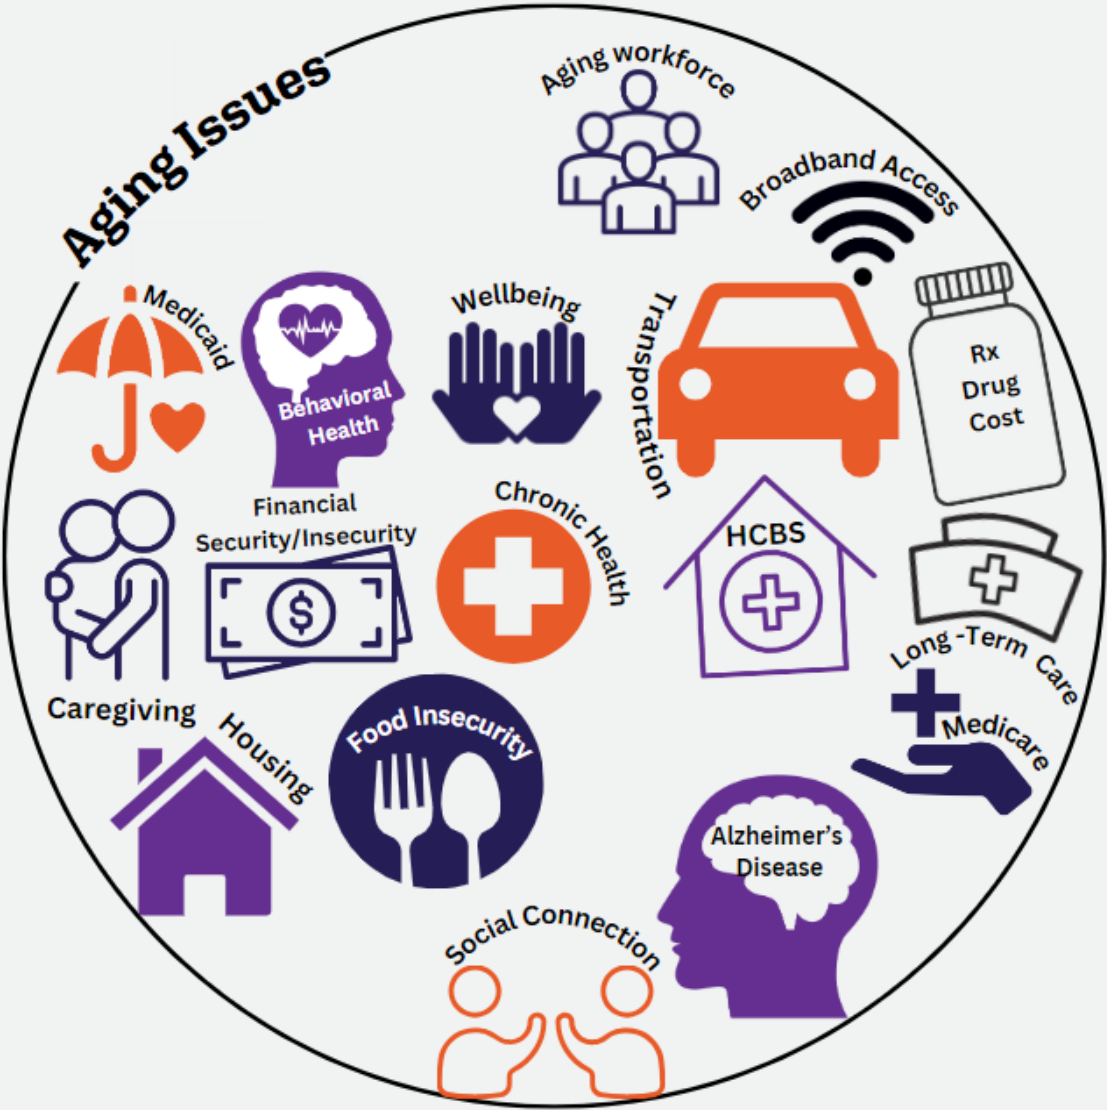 Aging Issues
Aging workforce
Broadband Access
Medicaid
Behavioral
Health
Wellbeing
Transportation
Rx
Drug
Cost
Financial
Security/Insecurity
$
Chronic Health
HCBS
Long -Term Care
Caregiving
Housing
Food Insecurity
Medicare
Alzheimer's
Disease
Social Connection